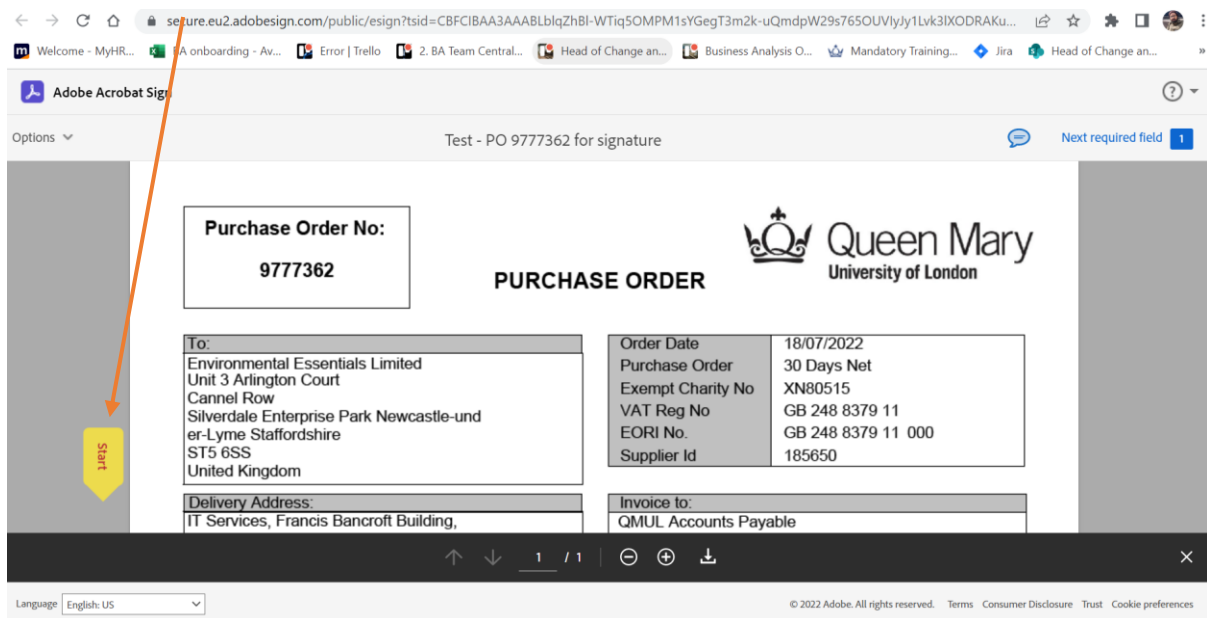 secure.eu2.adobesign.com/public/esign?tsid=CBFCIBAA3AAABLblqZhBl-WTiq5OMPM1sYGegT3m2k-uQmdpW29s765OUVIyJy1Lvk3lXODRAKu...
Welcome - MyHR... BA onboarding - Av... Error | Trello 2. BA Team Central... Head of Change an... Business Analysis O... Mandatory Training... Jira Head of Change an... »
Adobe Acrobat Sign
Options Test - PO 9777362 for signature Next required field 1
Purchase Order No:
9777362
PURCHASE ORDER
Queen Mary
University of London
To:
Environmental Essentials Limited
Unit 3 Arlington Court
Cannel Row
Silverdale Enterprise Park Newcastle-und
er-Lyme Staffordshire
ST5 6SS
United Kingdom
Order Date 18/07/2022
Purchase Order 30 Days Net
Exempt Charity No XN80515
VAT Reg No GB 248 8379 11
EORI No. GB 248 8379 11 000
Supplier Id 185650
Start
Delivery Address:
IT Services, Francis Bancroft Building,
Invoice to:
QMUL Accounts Payable
1 / 1
Language English: US © 2022 Adobe. All rights reserved. Terms Consumer Disclosure Trust Cookie preferences